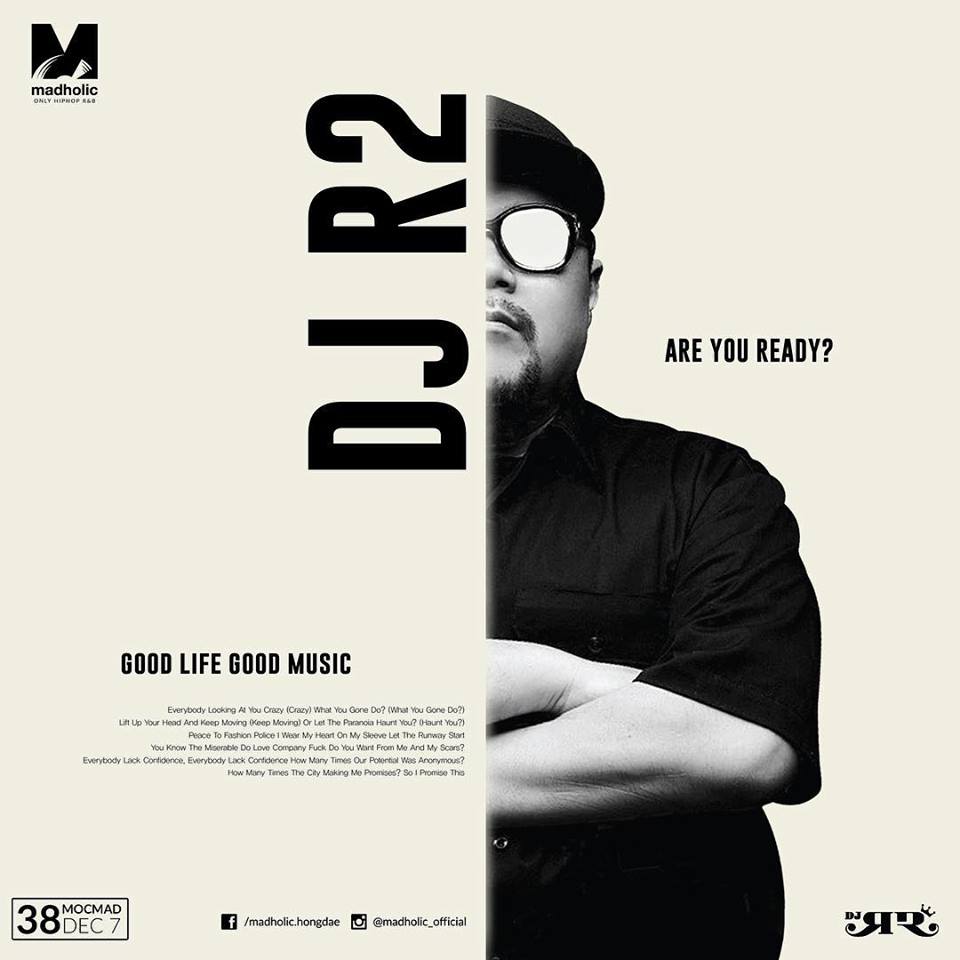 madholic
ONLY HIPHOP R&B
DJ R2
ARE YOU READY?
GOOD LIFE GOOD MUSIC
Everybody Looking At You Crazy (Crazy) What You Gone Do? (What You Gone Do?)
Lift Up Your Head And Keep Moving (Keep Moving) Or Let The Paranoia Haunt You? (Haunt You?)
Peace To Fashion Police I Wear My Heart On My Sleeve Let The Runway Start
You Know The Miserable Do Love Company Fuck Do You Want From Me And My Scars?
Everybody Lack Confidence, Everybody Lack Confidence How Many Times Our Potential Was Anonymous?
How Many Times The City Making Me Promises? So I Promise This
38 MOCMAD
DEC 7
/madholic.hongdae @madholic_official
DJ R2